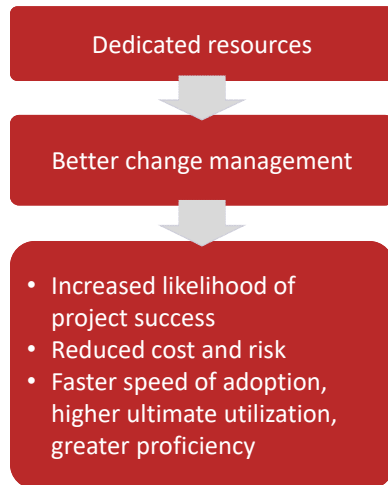 Dedicated resources
Better change management
• Increased likelihood of
project success
• Reduced cost and risk
• Faster speed of adoption,
higher ultimate utilization,
greater proficiency